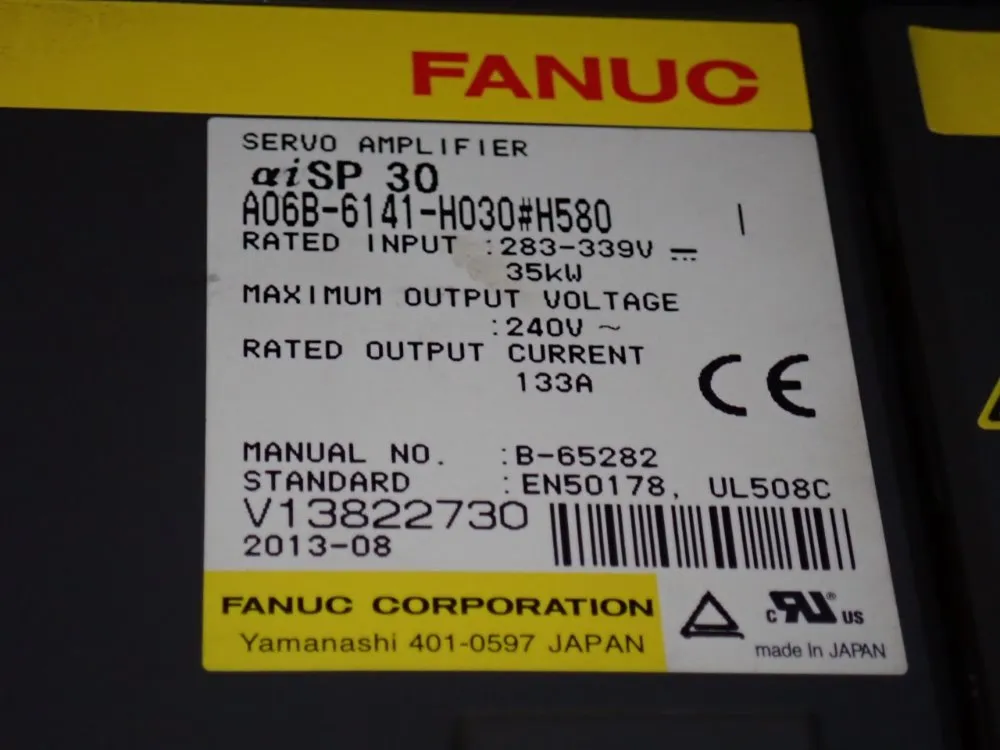 FANUC
SERVO AMPLIFIER
αiSP 30
A06B-6141-H030#H580
RATED INPUT :283-339V ⎓
35kW
MAXIMUM OUTPUT VOLTAGE
:240V ~
RATED OUTPUT CURRENT
133A
CE
MANUAL NO. :B-65282
STANDARD :EN50178, UL508C
V13822730
2013-08
FANUC CORPORATION
Yamanashi 401-0597 JAPAN
c RU® US
made in JAPAN